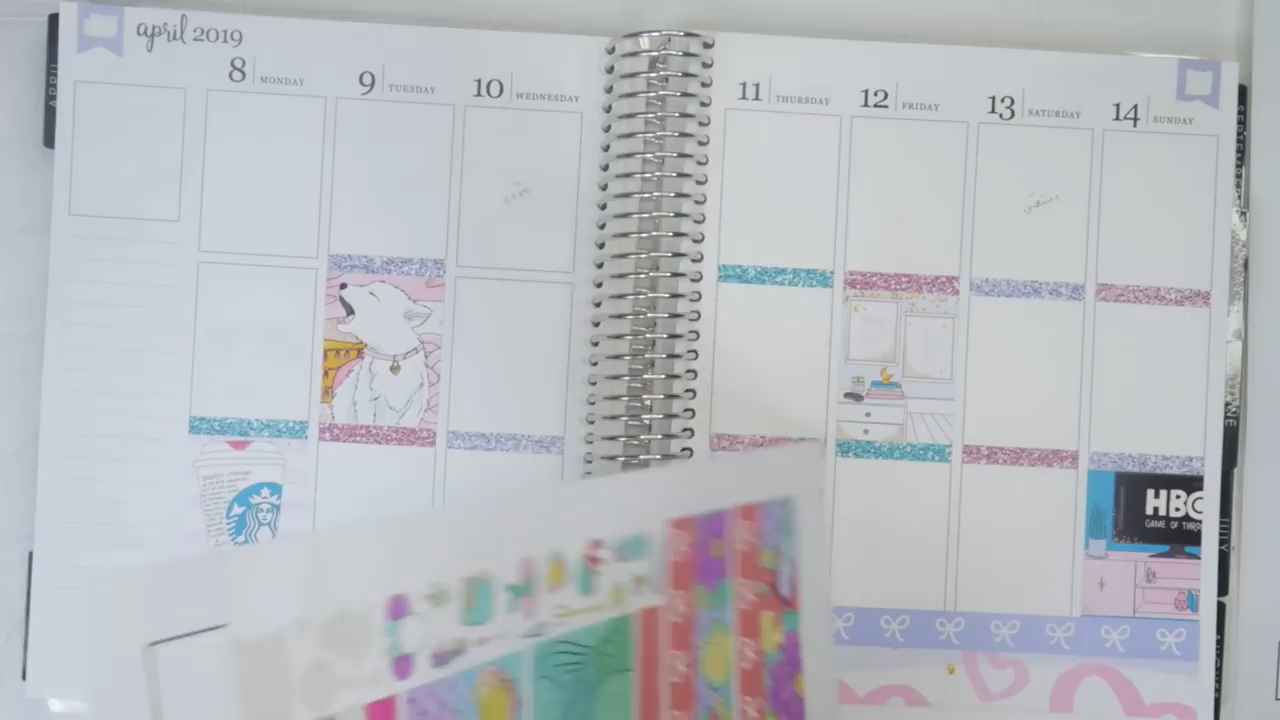 april 2019
8 MONDAY
9 TUESDAY
10 WEDNESDAY
11 THURSDAY
12 FRIDAY
13 SATURDAY
14 SUNDAY
APRIL
HBO
GAME OF THRO